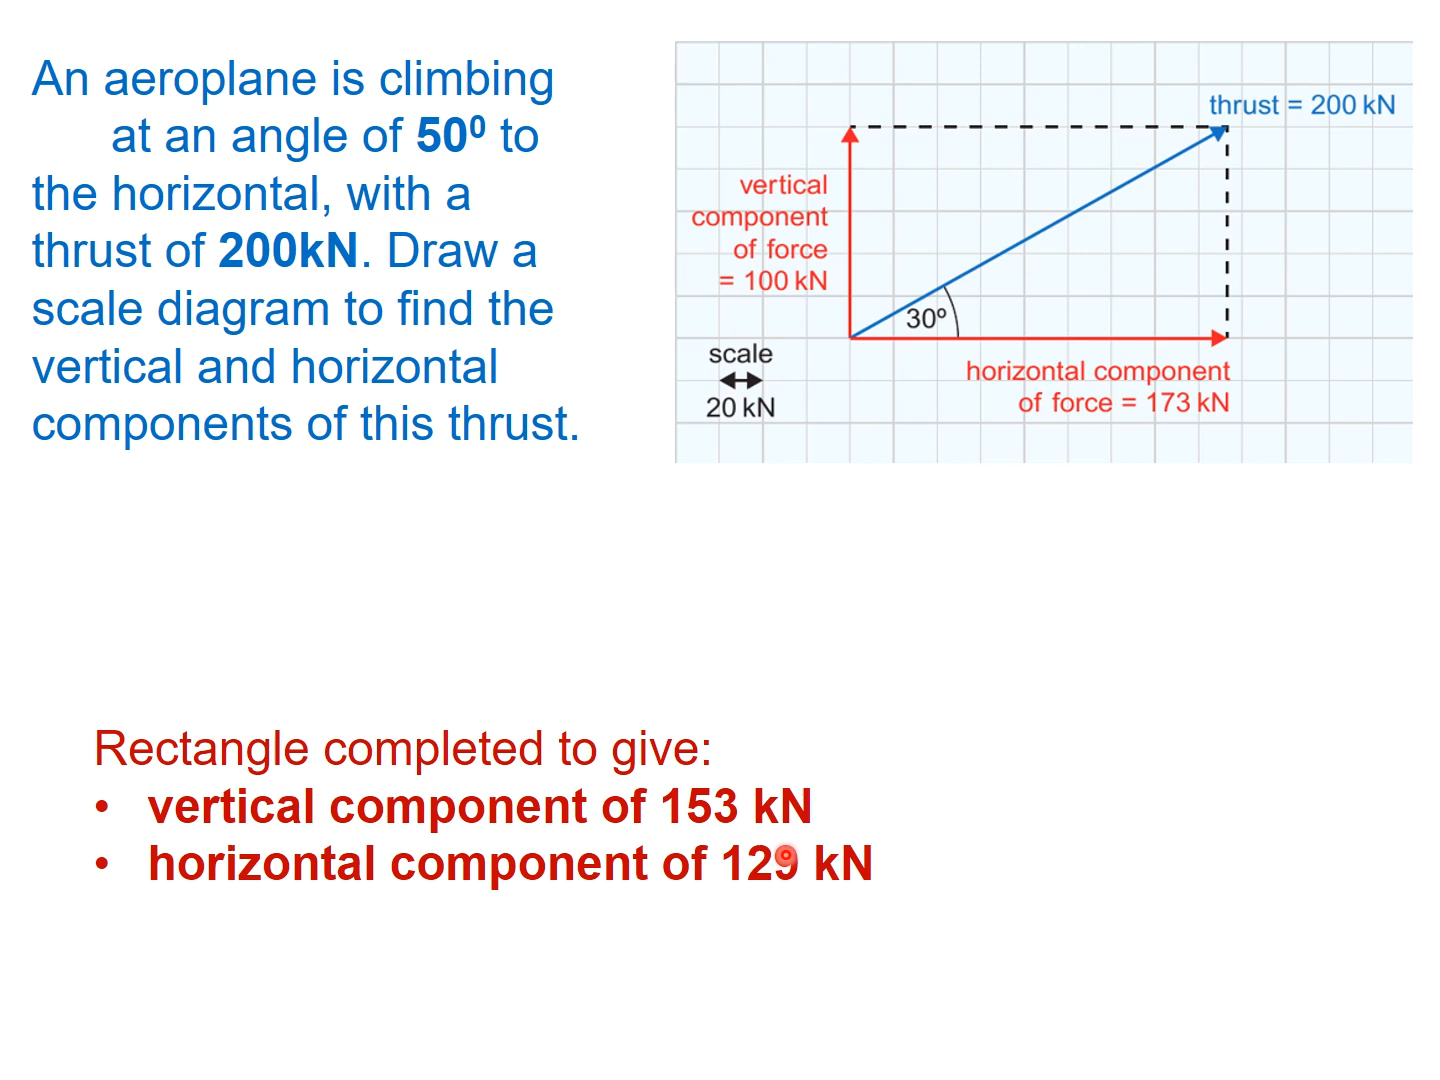 An aeroplane is climbing
at an angle of 50⁰ to
the horizontal, with a
thrust of 200kN. Draw a
scale diagram to find the
vertical and horizontal
components of this thrust.
thrust = 200 kN
vertical
component
of force
= 100 kN
30º
scale
20 kN
horizontal component
of force = 173 kN
Rectangle completed to give:
• vertical component of 153 kN
• horizontal component of 129 kN